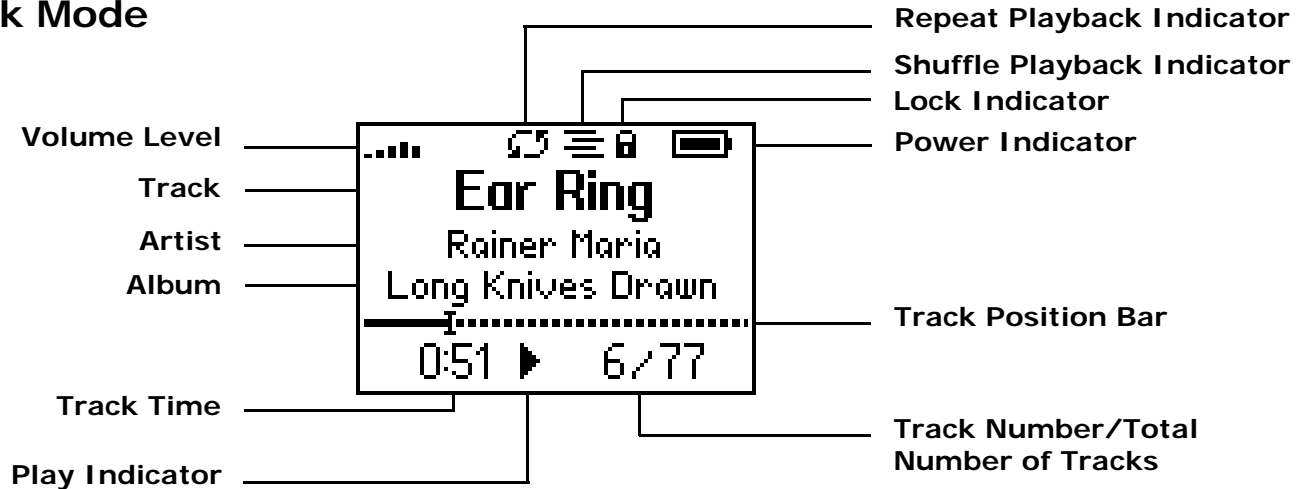 k Mode
Repeat Playback Indicator
Shuffle Playback Indicator
Lock Indicator
Volume Level
Power Indicator
Track
Ear Ring
Artist
Rainer Maria
Album
Long Knives Drawn
Track Position Bar
0:51
6/77
Track Time
Track Number/Total
Number of Tracks
Play Indicator